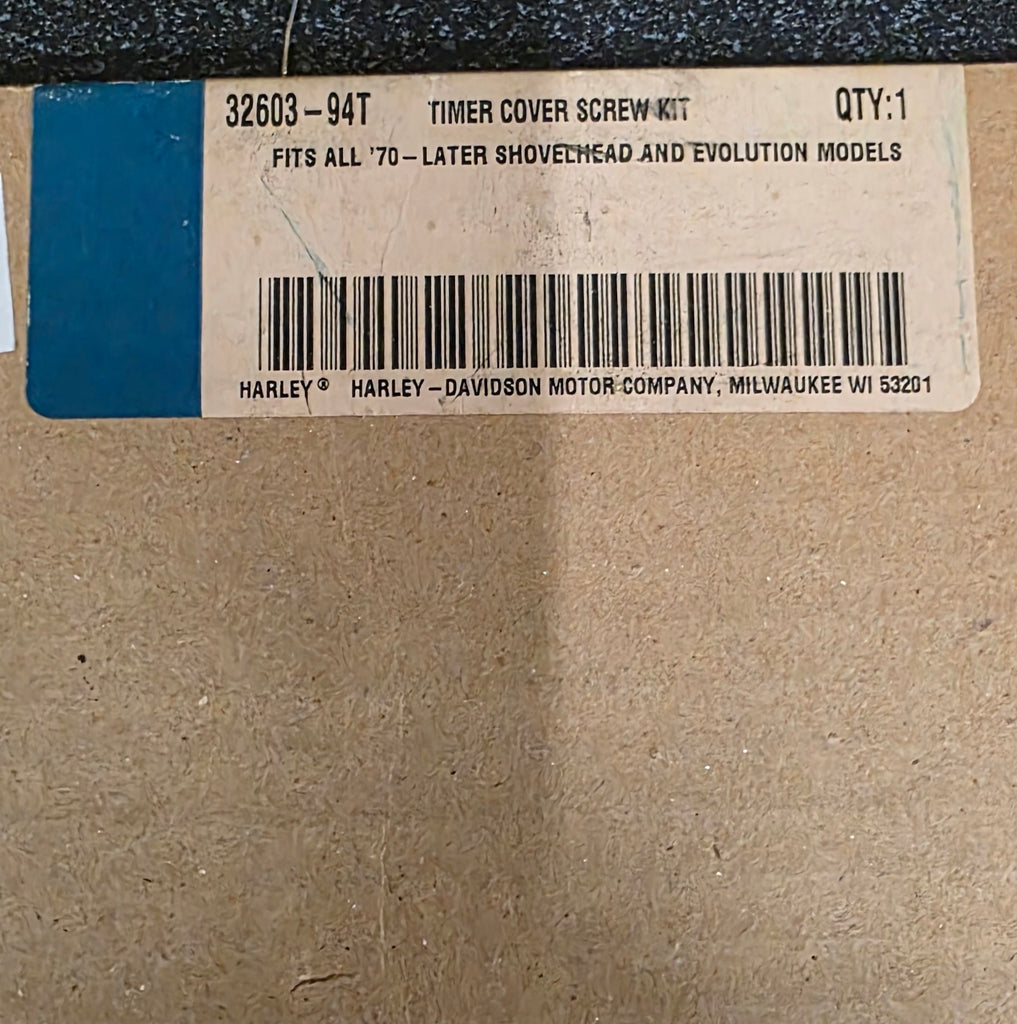 32603-94T TIMER COVER SCREW KIT QTY:1
FITS ALL '70-LATER SHOVELHEAD AND EVOLUTION MODELS
HARLEY® HARLEY-DAVIDSON MOTOR COMPANY, MILWAUKEE WI 53201